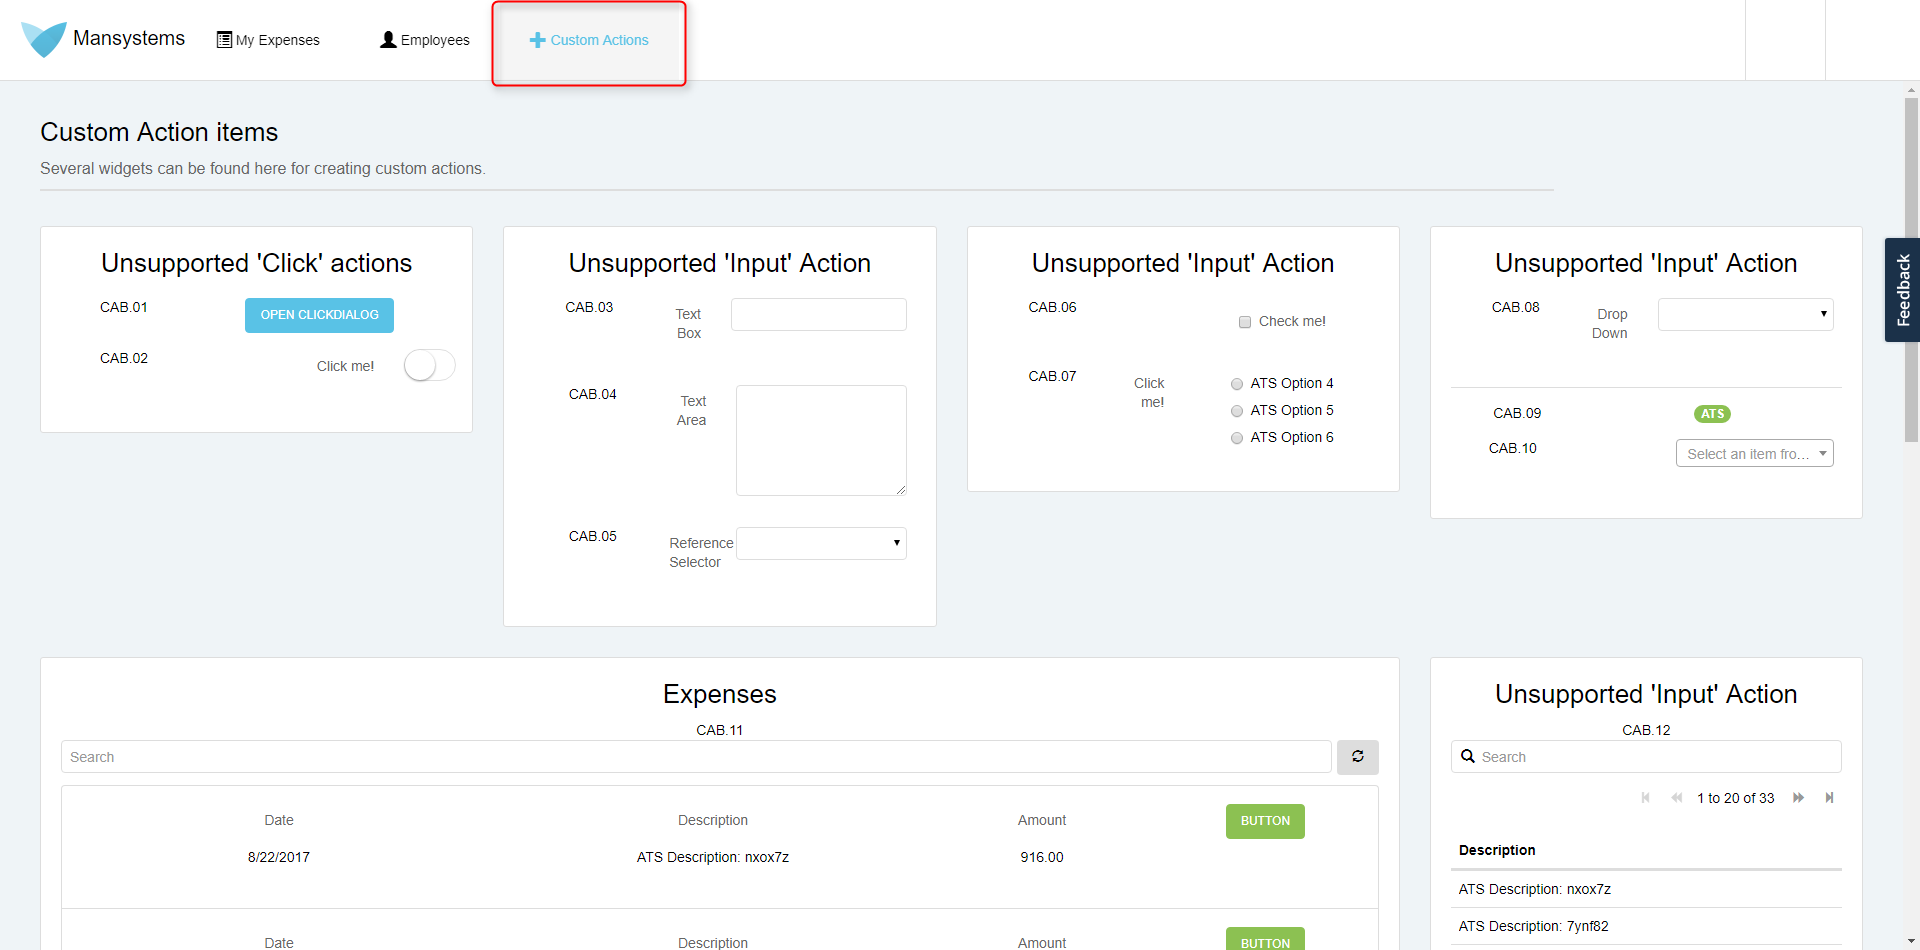 Mansystems
My Expenses
Employees
Custom Actions
Custom Action items
Several widgets can be found here for creating custom actions.
Feedback
Unsupported 'Click' actions
CAB.01
OPEN CLICKDIALOG
CAB.02
Click me!
Unsupported 'Input' Action
CAB.03
Text
Box
CAB.04
Text
Area
CAB.05
Reference
Selector
Unsupported 'Input' Action
CAB.06
Check me!
CAB.07
Click
me!
ATS Option 4
ATS Option 5
ATS Option 6
Unsupported 'Input' Action
CAB.08
Drop
Down
CAB.09
ATS
CAB.10
Select an item fro...
Expenses
CAB.11
Search
Date
Description
Amount
BUTTON
8/22/2017
ATS Description: nxox7z
916.00
Date
Description
Amount
BUTTON
Unsupported 'Input' Action
CAB.12
Search
1 to 20 of 33
Description
ATS Description: nxox7z
ATS Description: 7ynf82